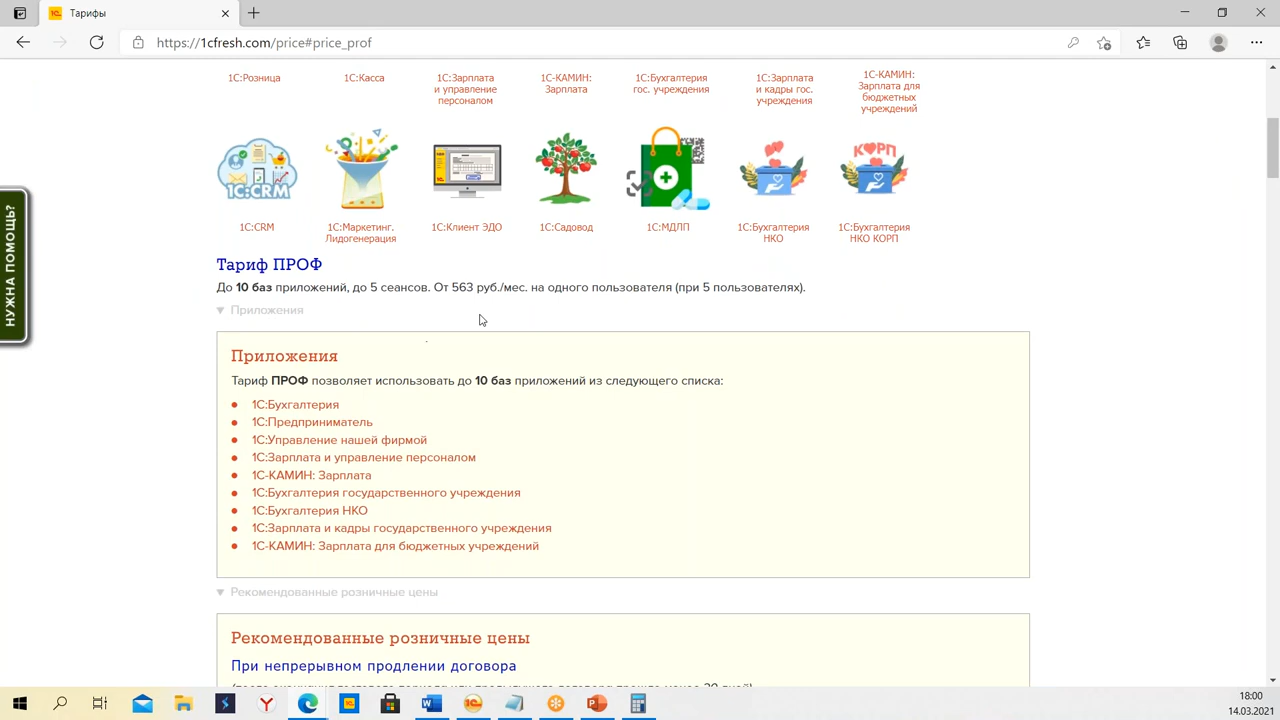 Тарифы
https://1cfresh.com/price#price_prof
1С:Розница
1С:Касса
1С:Зарплата
и управление
персоналом
1С-КАМИН:
Зарплата
1С:Бухгалтерия
гос. учреждения
1С:Зарплата
и кадры гос.
учреждения
1С-КАМИН:
Зарплата для
бюджетных
учреждений
1С:CRM
КОРП
1С:CRM
1С:Маркетинг.
Лидогенерация
1С:Клиент ЭДО
1С:Садовод
1С:МДЛП
1С:Бухгалтерия
НКО
1С:Бухгалтерия
НКО КОРП
НУЖНА ПОМОЩЬ?
Тариф ПРОФ
До 10 баз приложений, до 5 сеансов. От 563 руб./мес. на одного пользователя (при 5 пользователях).
▼ Приложения
Приложения
Тариф ПРОФ позволяет использовать до 10 баз приложений из следующего списка:
• 1С:Бухгалтерия
• 1С:Предприниматель
• 1С:Управление нашей фирмой
• 1С:Зарплата и управление персоналом
• 1С-КАМИН: Зарплата
• 1С:Бухгалтерия государственного учреждения
• 1С:Бухгалтерия НКО
• 1С:Зарплата и кадры государственного учреждения
• 1С-КАМИН: Зарплата для бюджетных учреждений
▼ Рекомендованные розничные цены
Рекомендованные розничные цены
При непрерывном продлении договора
18:00
14.03.2021